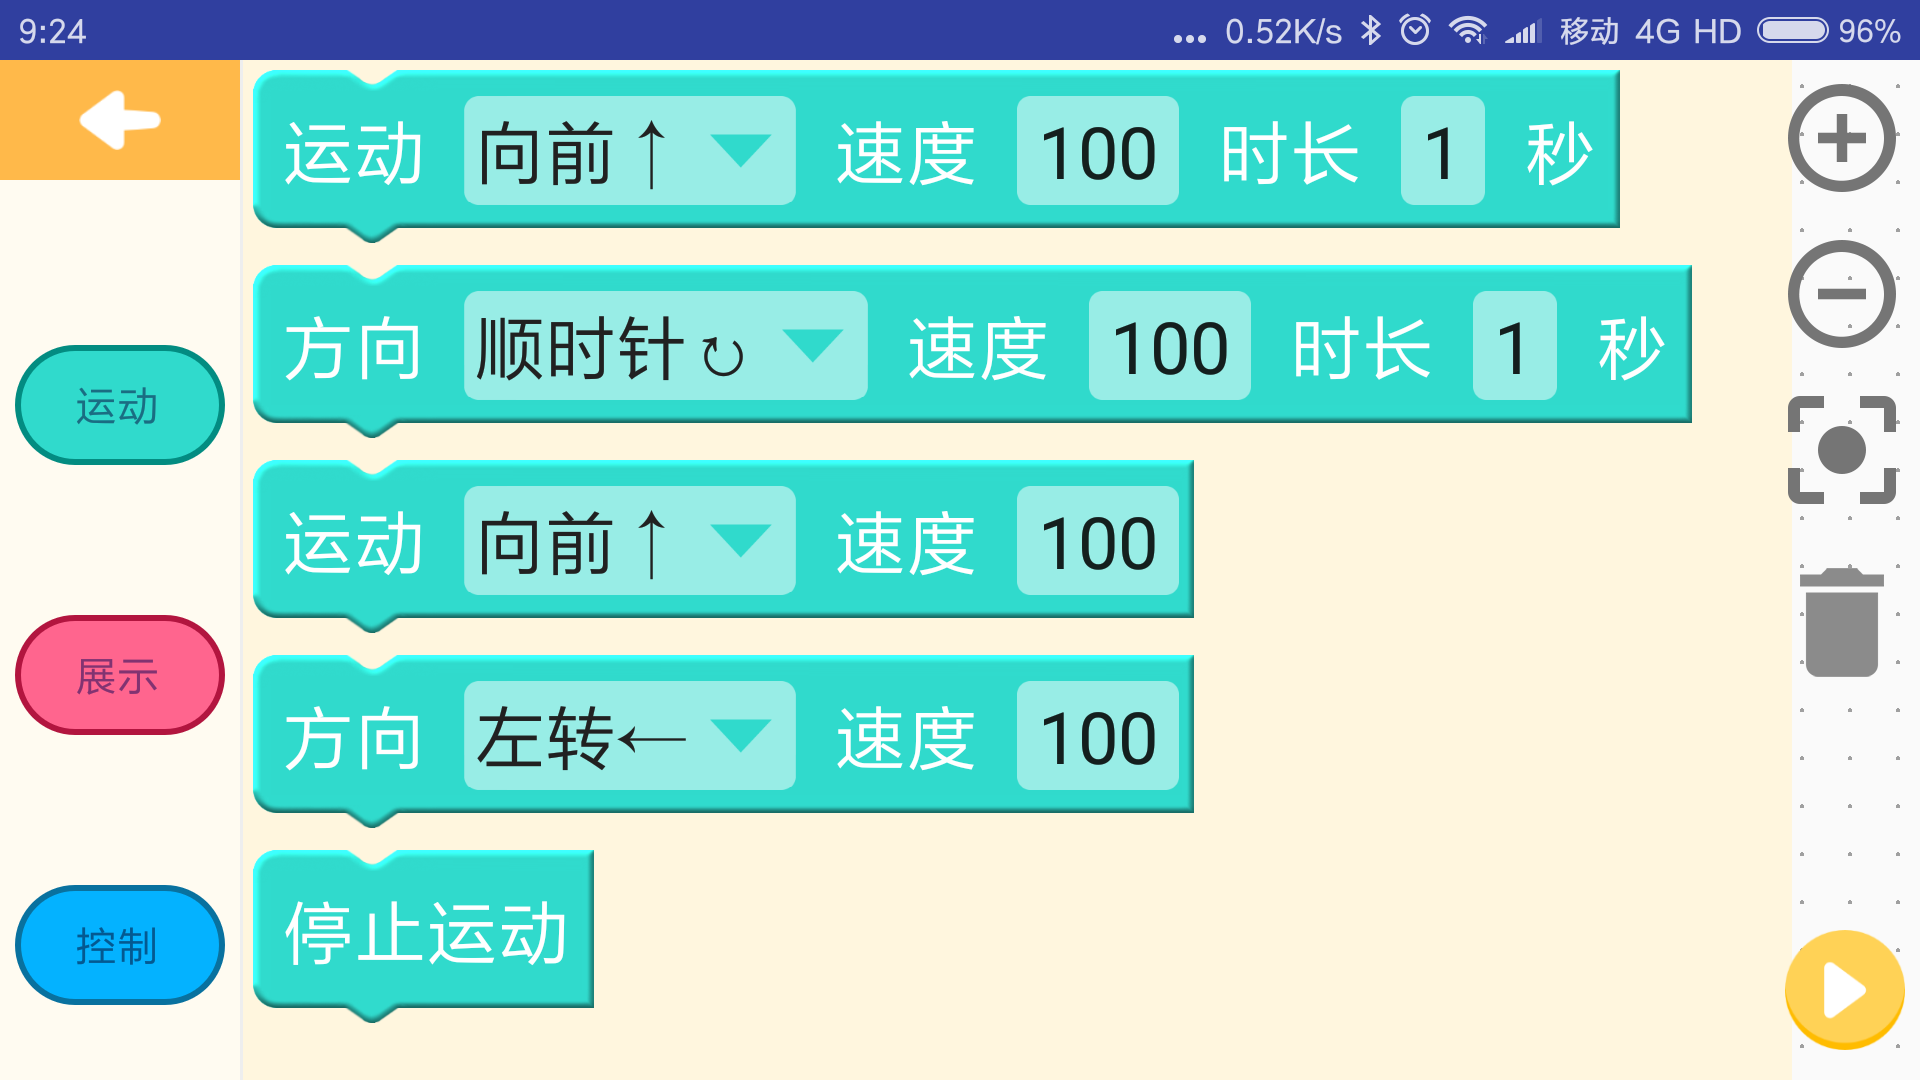 9:24 ... 0.52K/s 移动 4G HD 96%
运动 向前↑ 速度 100 时长 1 秒
方向 顺时针↻ 速度 100 时长 1 秒
运动 向前↑ 速度 100
方向 左转← 速度 100
停止运动
运动
展示
控制